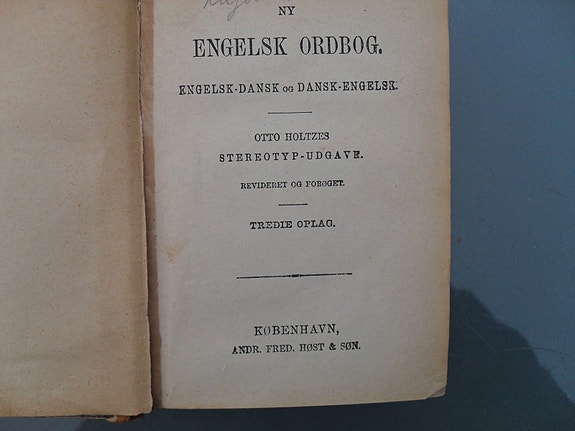 NY
ENGELSK ORDBOG.
ENGELSK-DANSK OG DANSK-ENGELSK.
OTTO HOLTZES
STEREOTYP-UDGAVE.
REVIDERET OG FORØGET.
TREDIE OPLAG.
KØBENHAVN,
ANDR. FRED. HØST & SØN.